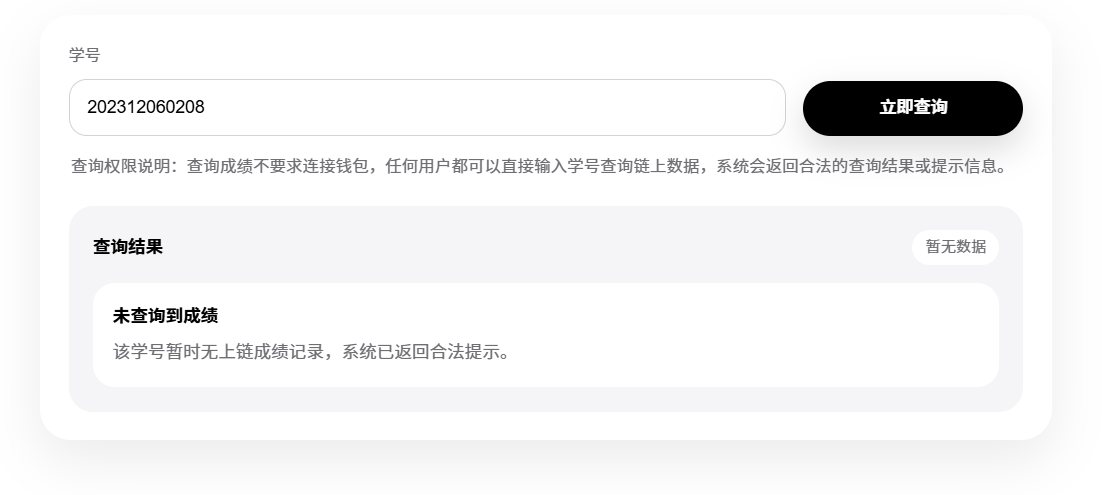 学号
202312060208
立即查询
查询权限说明：查询成绩不要求连接钱包，任何用户都可以直接输入学号查询链上数据，系统会返回合法的查询结果或提示信息。
查询结果
暂无数据
未查询到成绩
该学号暂时无上链成绩记录，系统已返回合法提示。